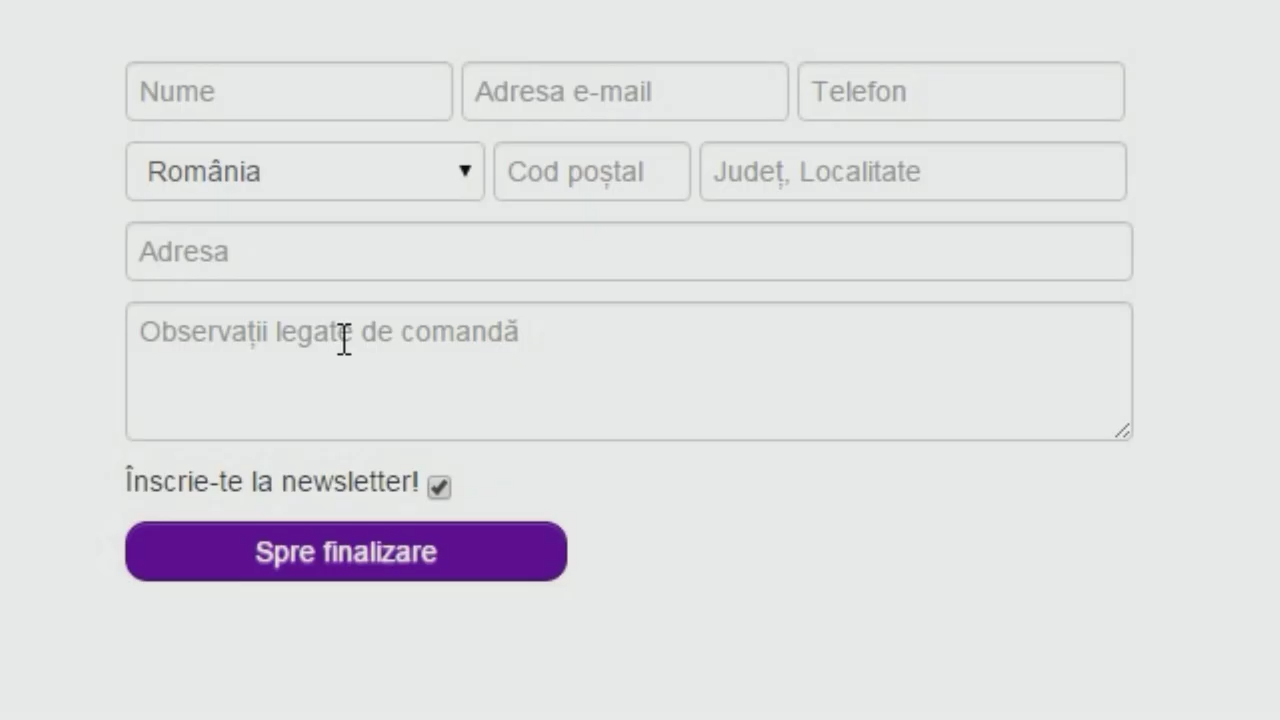 Nume Adresa e-mail Telefon
România Cod poștal Județ, Localitate
Adresa
Observații legate de comandă
Înscrie-te la newsletter!
Spre finalizare